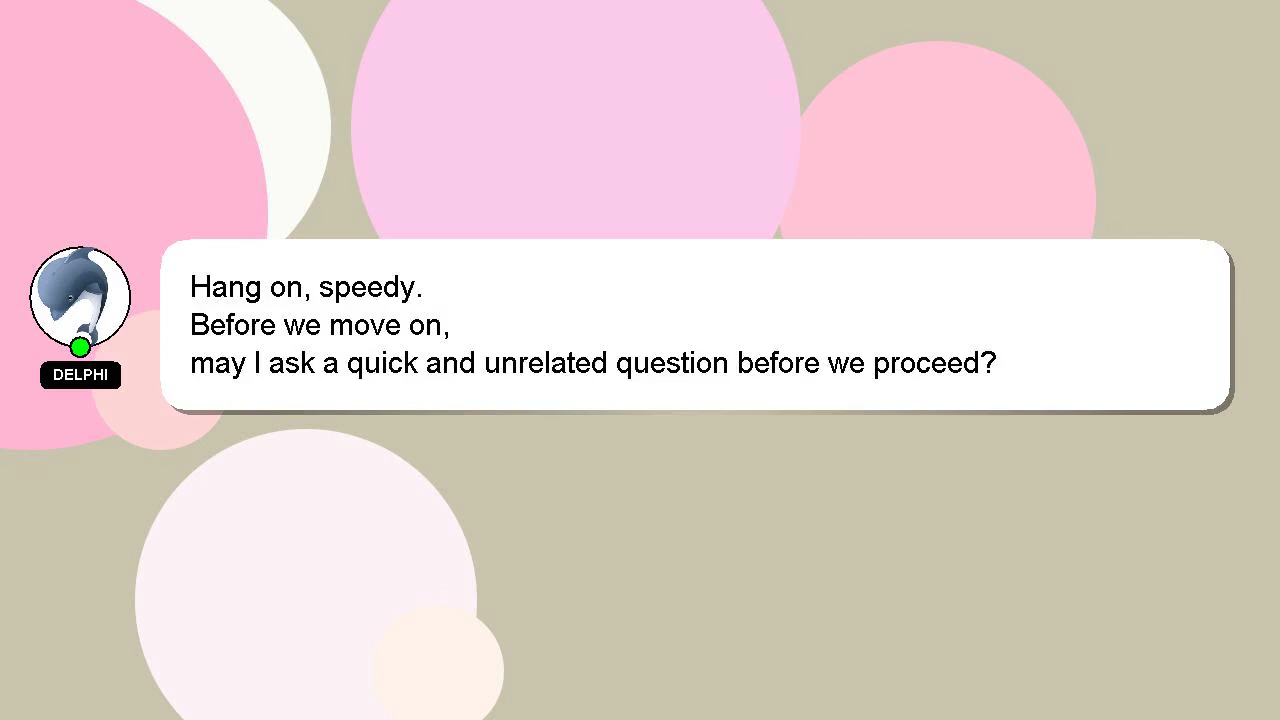 Hang on, speedy.
Before we move on,
may I ask a quick and unrelated question before we proceed?
DELPHI